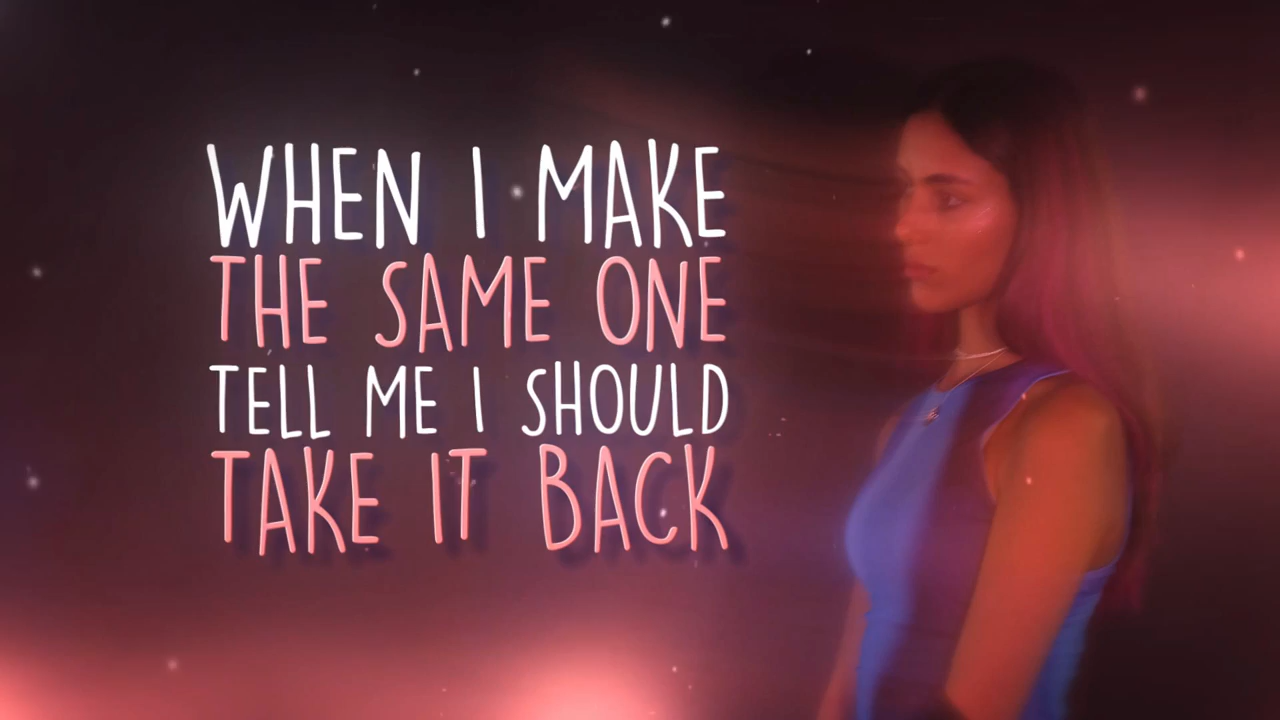 WHEN I MAKE
THE SAME ONE
TELL ME I SHOULD
TAKE IT BACK